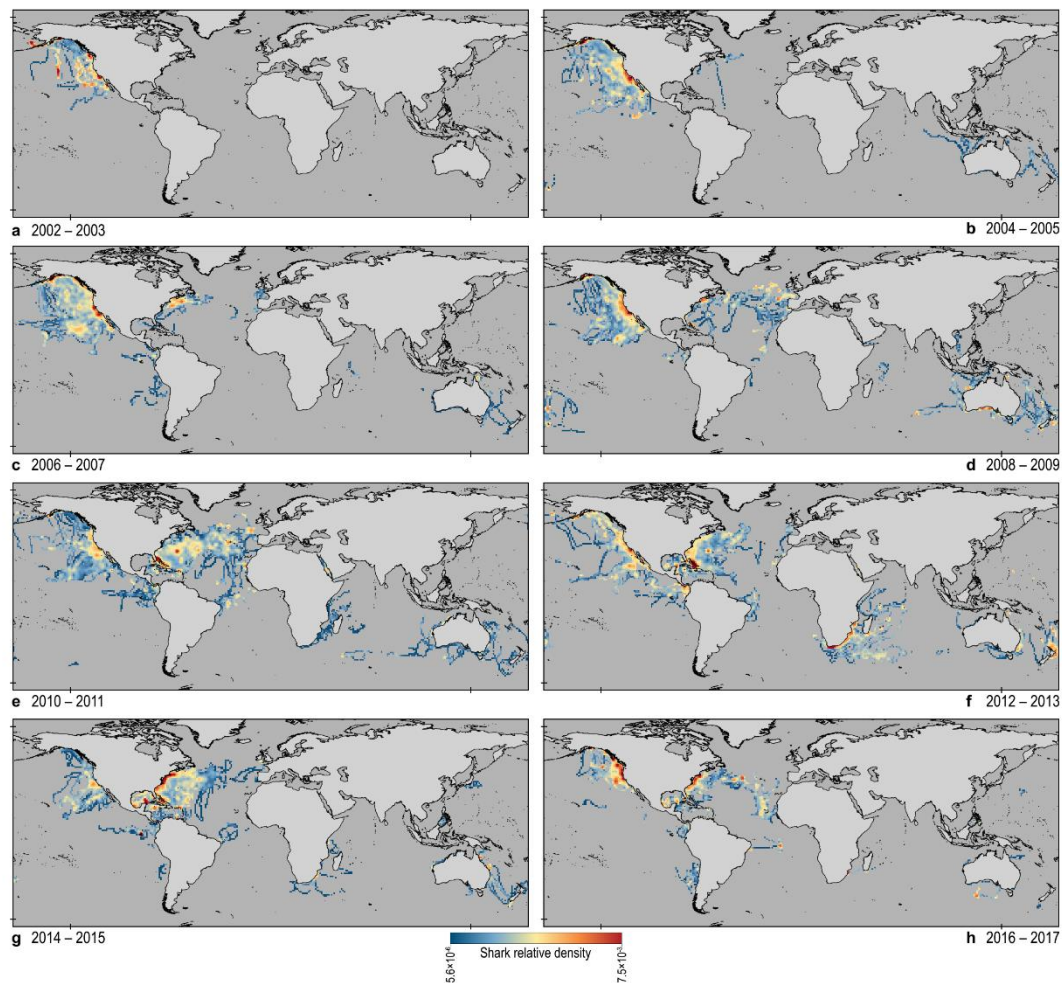 a 2002 – 2003
b 2004 – 2005
c 2006 – 2007
d 2008 – 2009
e 2010 – 2011
f 2012 – 2013
g 2014 – 2015
h 2016 – 2017
5.6×10⁻⁶
Shark relative density
7.5×10⁻³